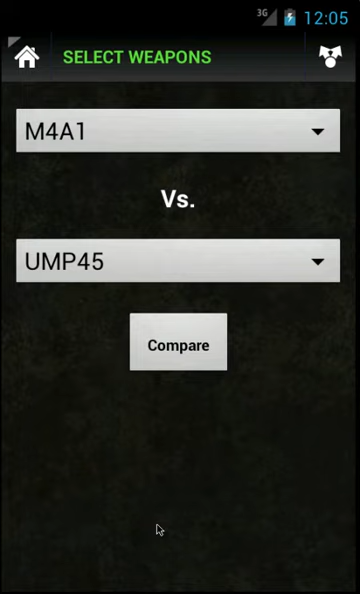 3G 12:05
SELECT WEAPONS
M4A1
Vs.
UMP45
Compare